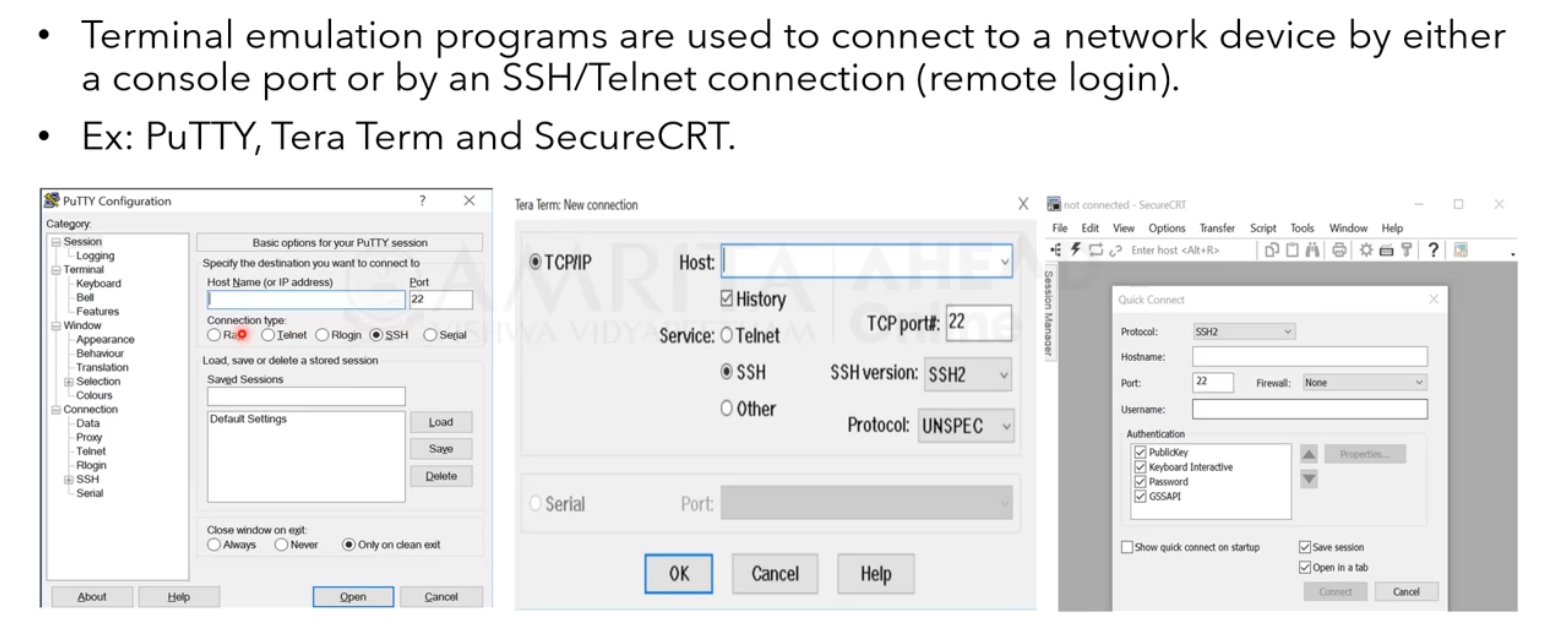 • Terminal emulation programs are used to connect to a network device by either
a console port or by an SSH/Telnet connection (remote login).
• Ex: PuTTY, Tera Term and SecureCRT.
PuTTY Configuration
?
X
Category:
Session
Logging
Terminal
Keyboard
Bell
Features
Window
Appearance
Behaviour
Translation
Selection
Colours
Connection
Data
Proxy
Telnet
Rlogin
SSH
Serial
Basic options for your PuTTY session
Specify the destination you want to connect to
Host Name (or IP address) Port
22
Connection type:
Telnet Rlogin SSH Serial
Load, save or delete a stored session
Saved Sessions
Default Settings
Load
Save
Delete
Close window on exit:
Always Never Only on clean exit
About Help Open Cancel
Tera Term: New connection
X
TCP/IP Host:
History
Service: Telnet TCP port#: 22
SSH SSH version: SSH2
Other Protocol: UNSPEC
Serial Port:
OK Cancel Help
not connected - SecureCRT
File Edit View Options Transfer Script Tools Window Help
Enter host <Alt+R>
?
Session Manager
Quick Connect
Protocol: SSH2
Hostname:
Port: 22 Firewall: None
Username:
Authentication
PublicKey
Keyboard Interactive
Password
GSSAPI
Properties...
Show quick connect on startup Save session
Open in a tab
Connect Cancel
AMRITA
AHEAD
Online